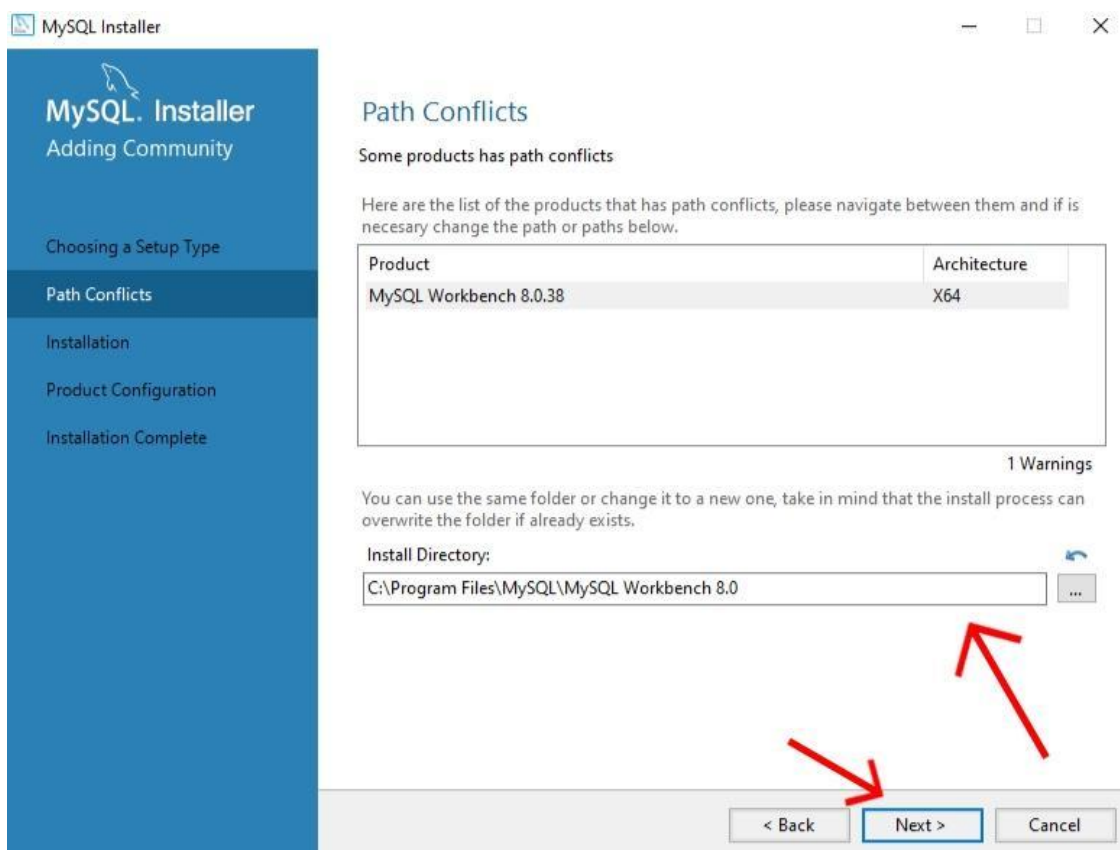 MySQL Installer
MySQL. Installer
Adding Community
Choosing a Setup Type
Path Conflicts
Installation
Product Configuration
Installation Complete
Path Conflicts
Some products has path conflicts
Here are the list of the products that has path conflicts, please navigate between them and if is
necesary change the path or paths below.
Product Architecture
MySQL Workbench 8.0.38 X64
1 Warnings
You can use the same folder or change it to a new one, take in mind that the install process can
overwrite the folder if already exists.
Install Directory:
C:\Program Files\MySQL\MySQL Workbench 8.0
...
< Back Next > Cancel